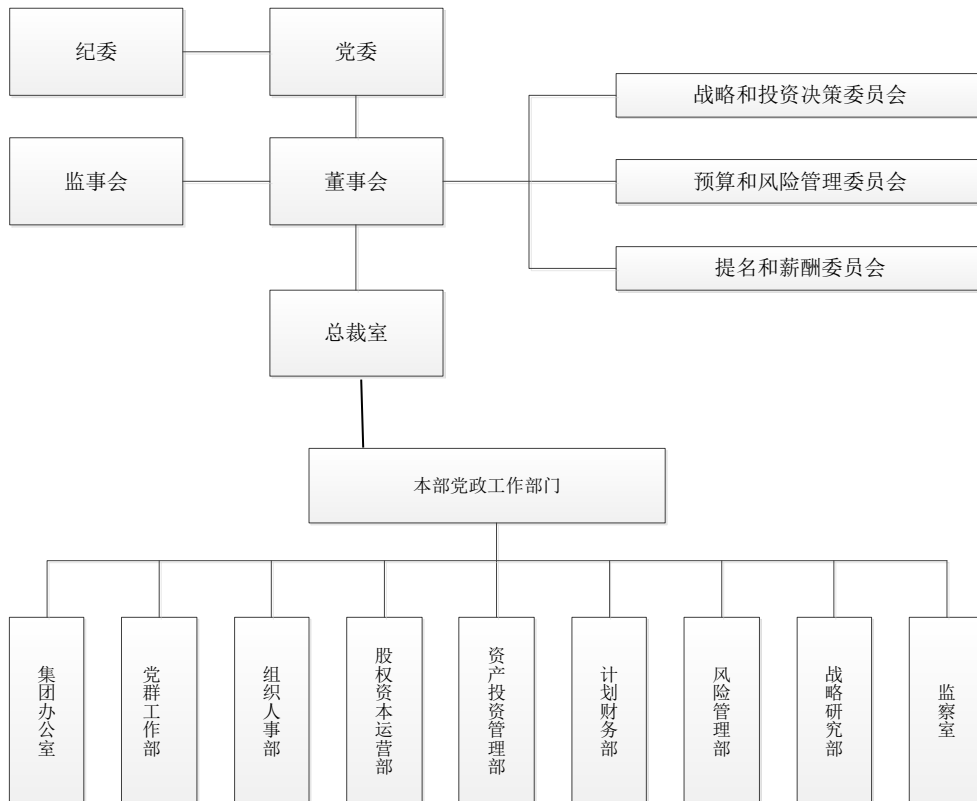 纪委
党委
战略和投资决策委员会
监事会
董事会
预算和风险管理委员会
提名和薪酬委员会
总裁室
本部党政工作部门
集团办公室
党群工作部
组织人事部
股权资本运营部
资产投资管理部
计划财务部
风险管理部
战略研究部
监察室